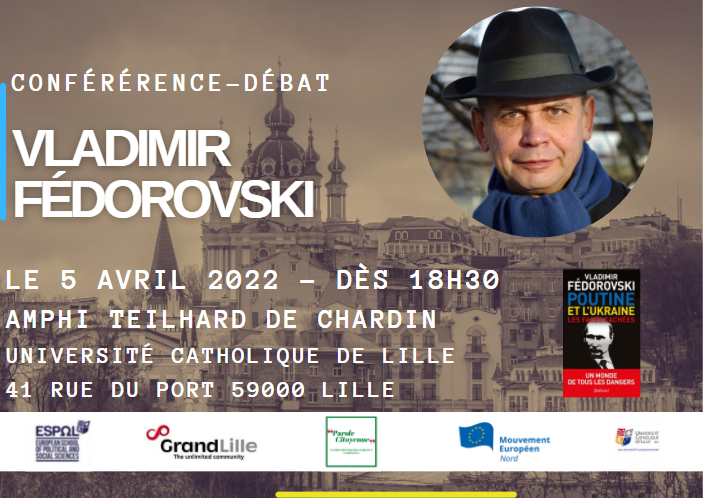 CONFÉRÉRENCE-DÉBAT
VLADIMIR
FÉDOROVSKI
LE 5 AVRIL 2022 - DÈS 18H30
AMPHI TEILHARD DE CHARDIN
UNIVERSITÉ CATHOLIQUE DE LILLE
41 RUE DU PORT 59000 LILLE
VLADIMIR
FÉDOROVSKI
POUTINE
ET L'UKRAINE
LES FACES CACHÉES
UN MONDE
DE TOUS LES DANGERS
ESPOL
EUROPEAN SCHOOL
OF POLITICAL AND
SOCIAL SCIENCES
GrandLille
The unlimited community
"Parole
Citoyenne"
Mouvement
Européen
Nord
UNIVERSITÉ
CATHOLIQUE
DE LILLE